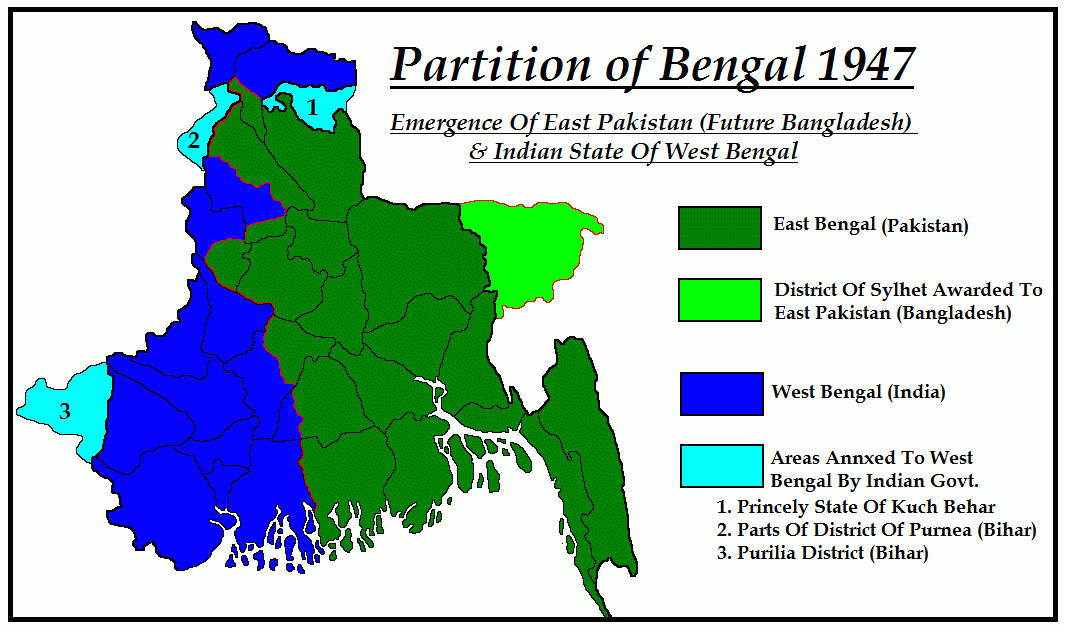 Partition of Bengal 1947
Emergence Of East Pakistan (Future Bangladesh)
& Indian State Of West Bengal
1
2
3
East Bengal (Pakistan)
District Of Sylhet Awarded To
East Pakistan (Bangladesh)
West Bengal (India)
Areas Annxed To West
Bengal By Indian Govt.
1. Princely State Of Kuch Behar
2. Parts Of District Of Purnea (Bihar)
3. Purilia District (Bihar)